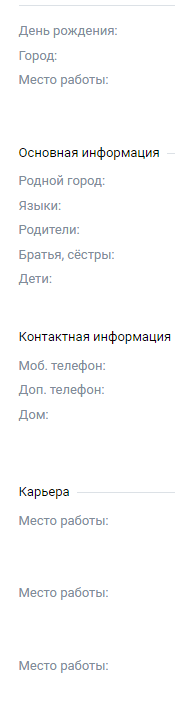 День рождения:
Город:
Место работы:
Основная информация
Родной город:
Языки:
Родители:
Братья, сёстры:
Дети:
Контактная информация
Моб. телефон:
Доп. телефон:
Дом:
Карьера
Место работы:
Место работы:
Место работы: